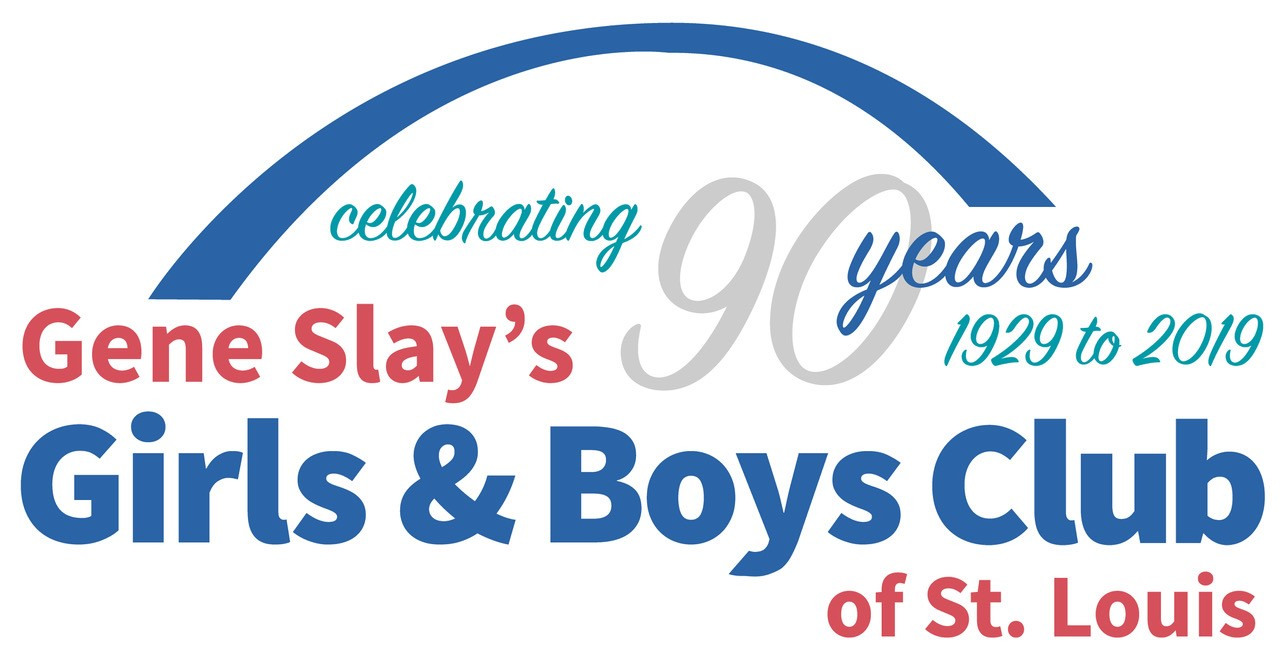 celebrating 90 years
1929 to 2019
Gene Slay’s
Girls & Boys Club
of St. Louis